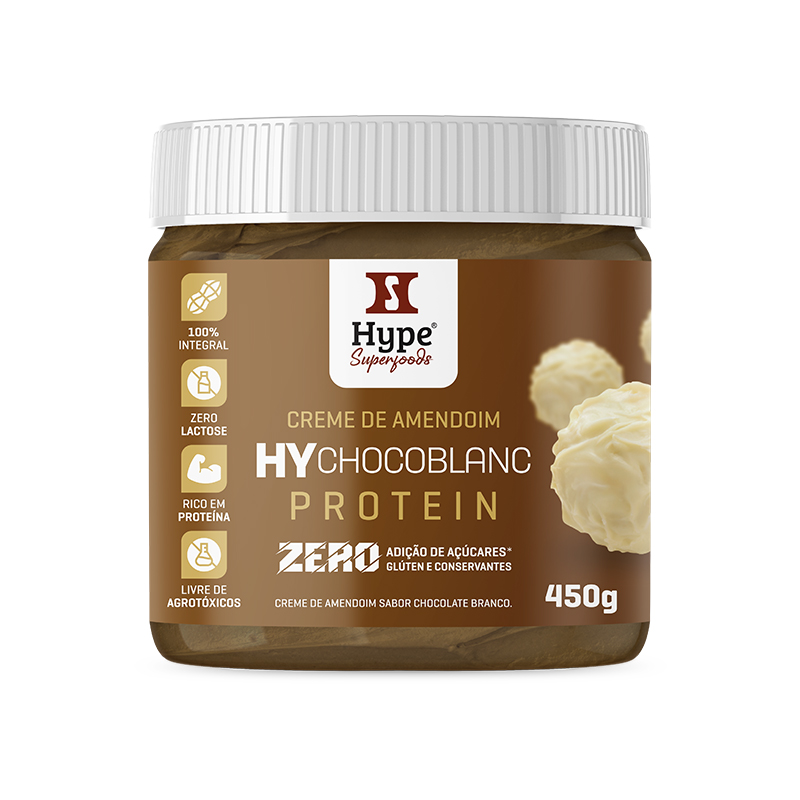 Hype®
Superfoods
100%
INTEGRAL
ZERO
LACTOSE
RICO EM
PROTEÍNA
LIVRE DE
AGROTÓXICOS
CREME DE AMENDOIM
HYCHOCOBLANC
PROTEIN
ZERO
ADIÇÃO DE AÇÚCARES*
GLÚTEN E CONSERVANTES
CREME DE AMENDOIM SABOR CHOCOLATE BRANCO.
450g